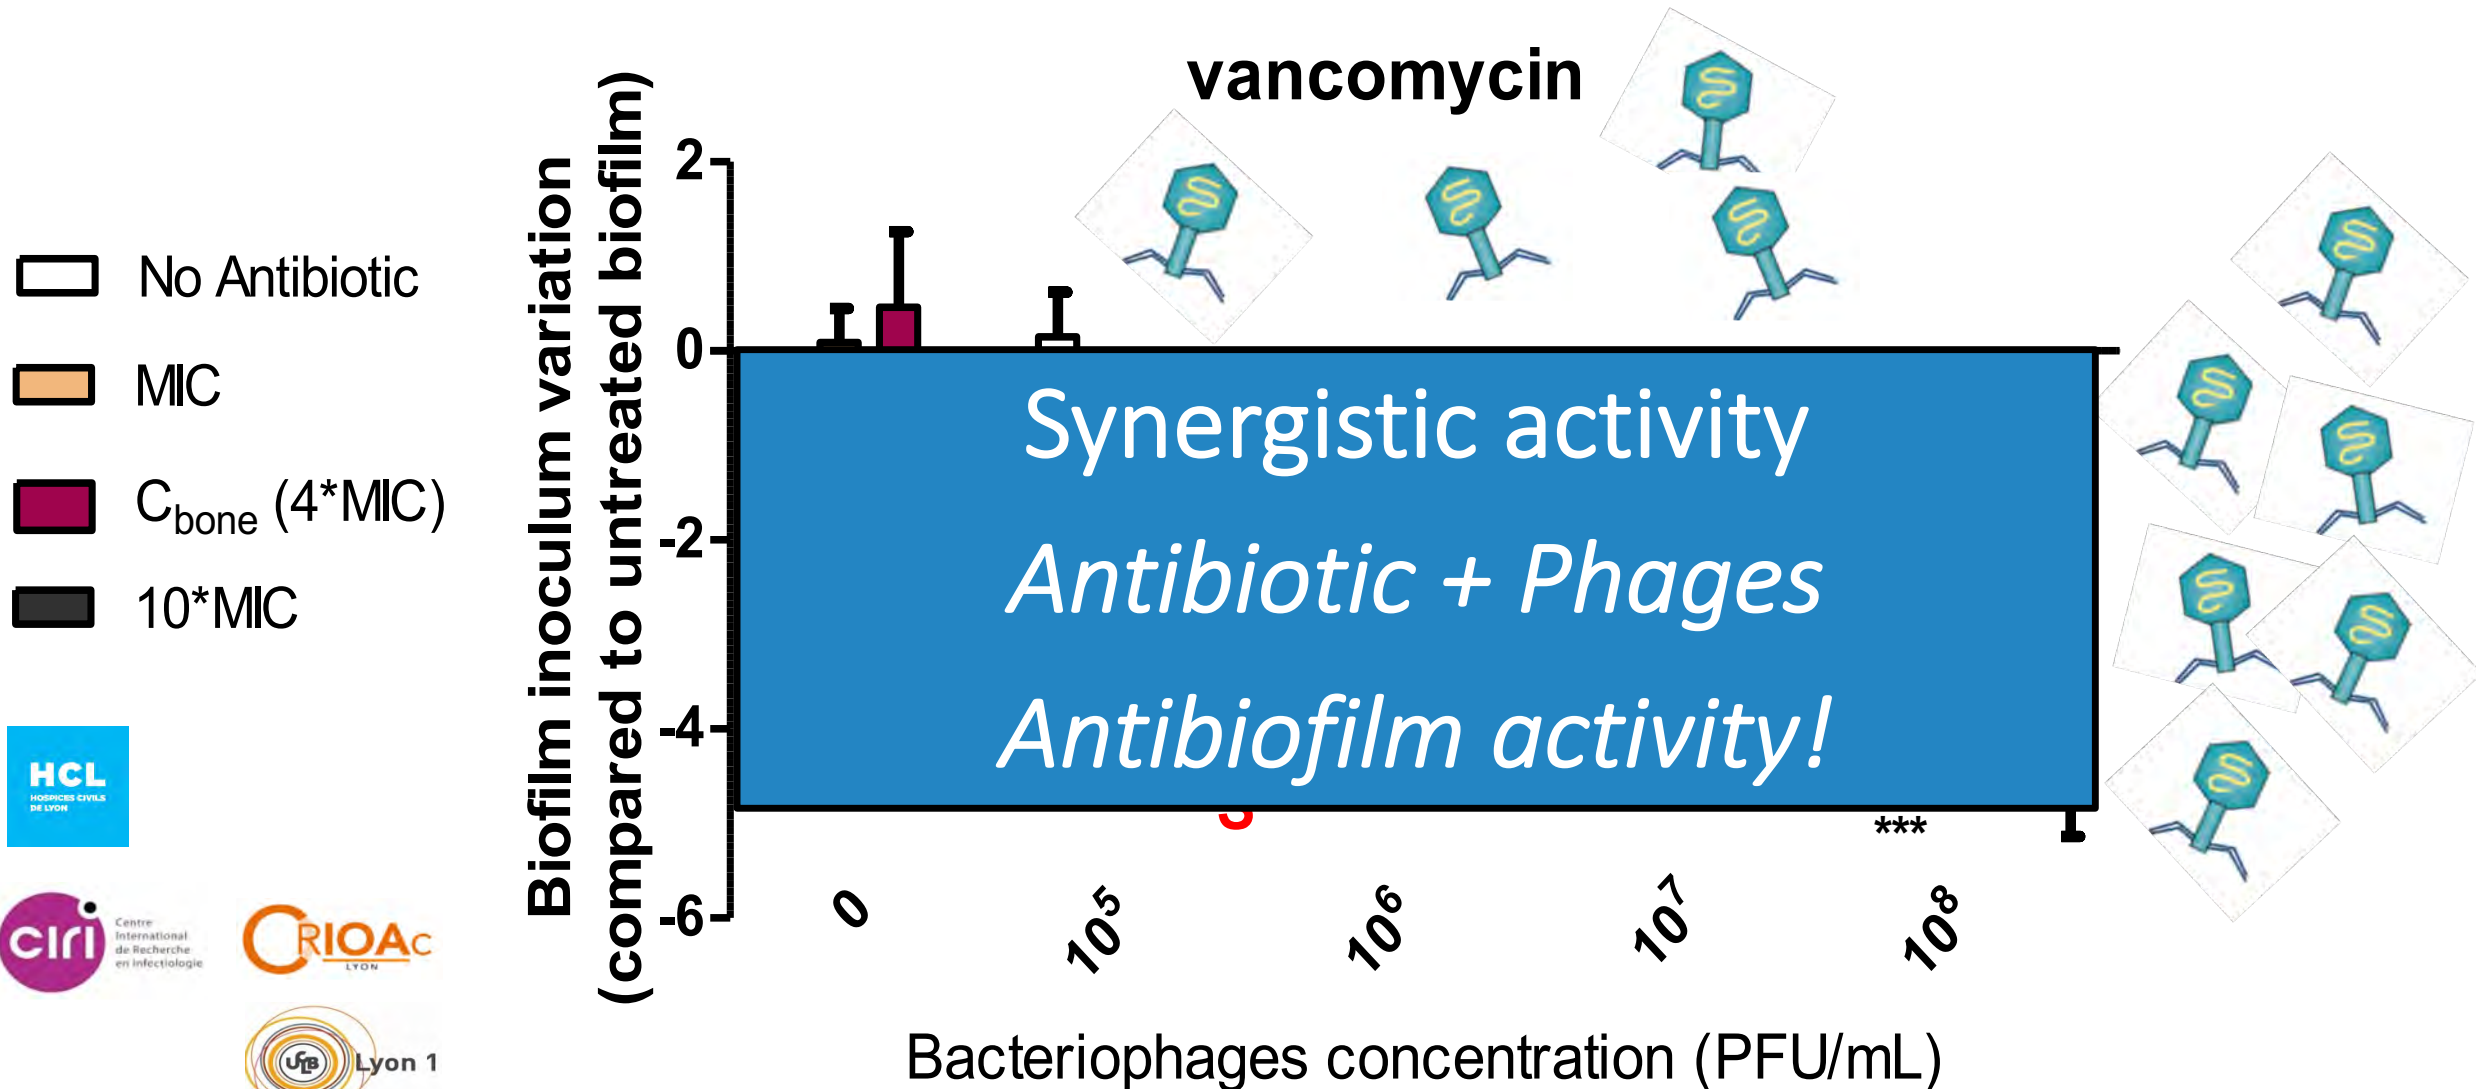 vancomycin
No Antibiotic
MIC
Cbone (4*MIC)
10*MIC
Biofilm inoculum variation
(compared to untreated biofilm)
2
0
-2
-4
-6
Synergistic activity
Antibiotic + Phages
Antibiofilm activity!
***
0
10⁵
10⁶
10⁷
10⁸
Bacteriophages concentration (PFU/mL)
HCL
HOSPICES CIVILS
DE LYON
CIRI
Centre
International
de Recherche
en Infectiologie
CRIOAc
LYON
UCB
Lyon 1